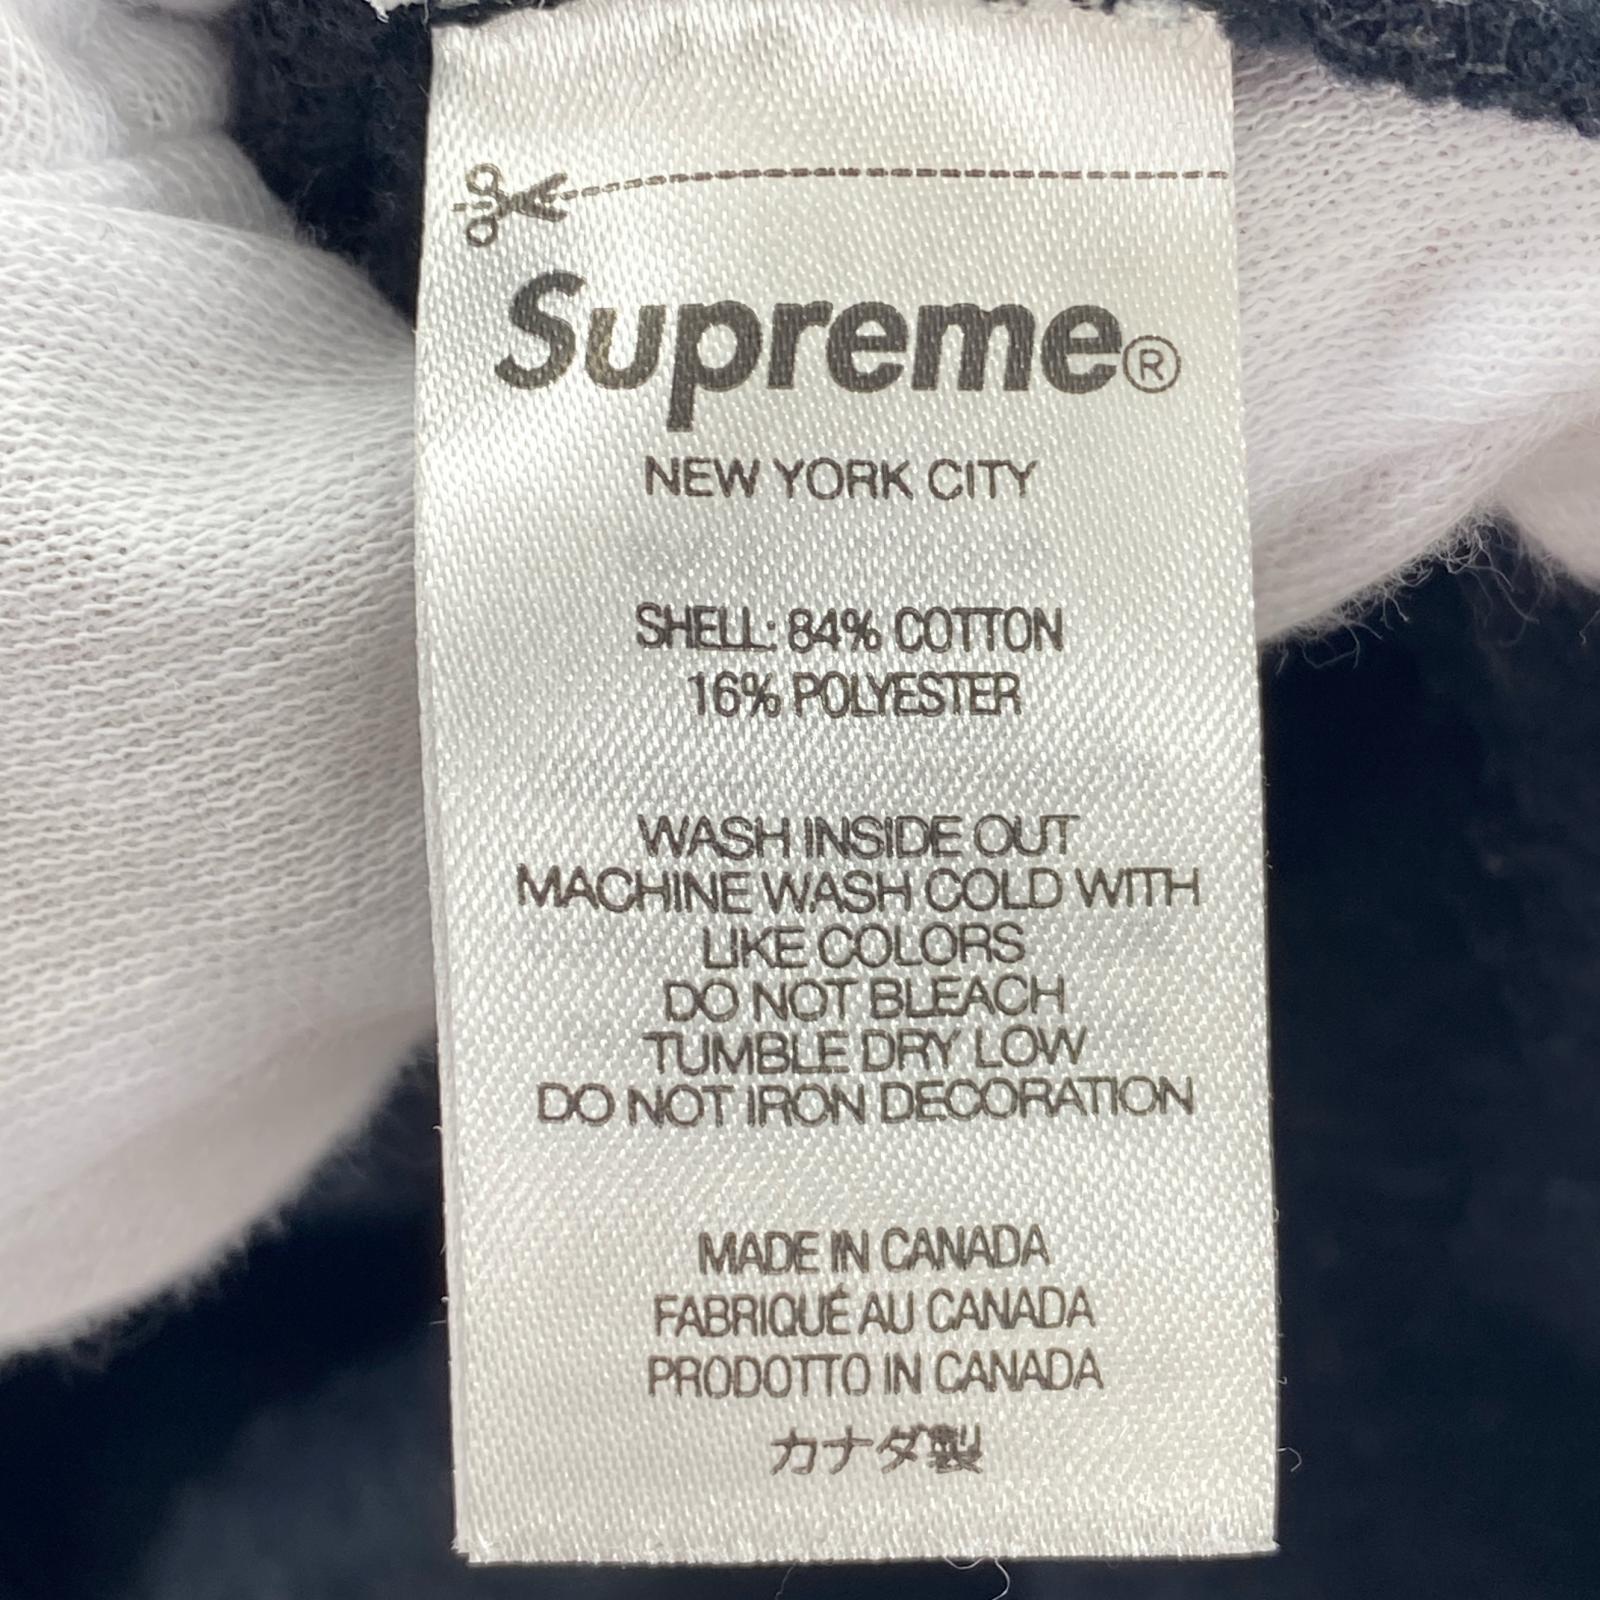 Supreme®
NEW YORK CITY
SHELL: 84% COTTON
16% POLYESTER
WASH INSIDE OUT
MACHINE WASH COLD WITH
LIKE COLORS
DO NOT BLEACH
TUMBLE DRY LOW
DO NOT IRON DECORATION
MADE IN CANADA
FABRIQUÉ AU CANADA
PRODOTTO IN CANADA
カナダ製